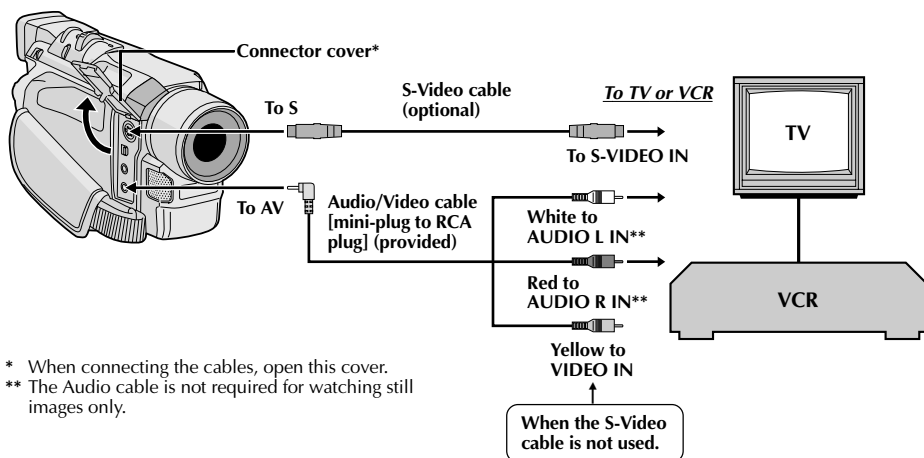 Connector cover*
To S
S-Video cable
(optional)
To TV or VCR
TV
To S-VIDEO IN
To AV
Audio/Video cable
[mini-plug to RCA
plug] (provided)
White to
AUDIO L IN**
Red to
AUDIO R IN**
VCR
Yellow to
VIDEO IN
When the S-Video
cable is not used.
* When connecting the cables, open this cover.
** The Audio cable is not required for watching still
images only.